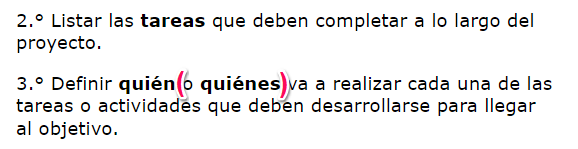 2.º Listar las tareas que deben completar a lo largo del
proyecto.
3.º Definir quién(o quiénes)va a realizar cada una de las
tareas o actividades que deben desarrollarse para llegar
al objetivo.